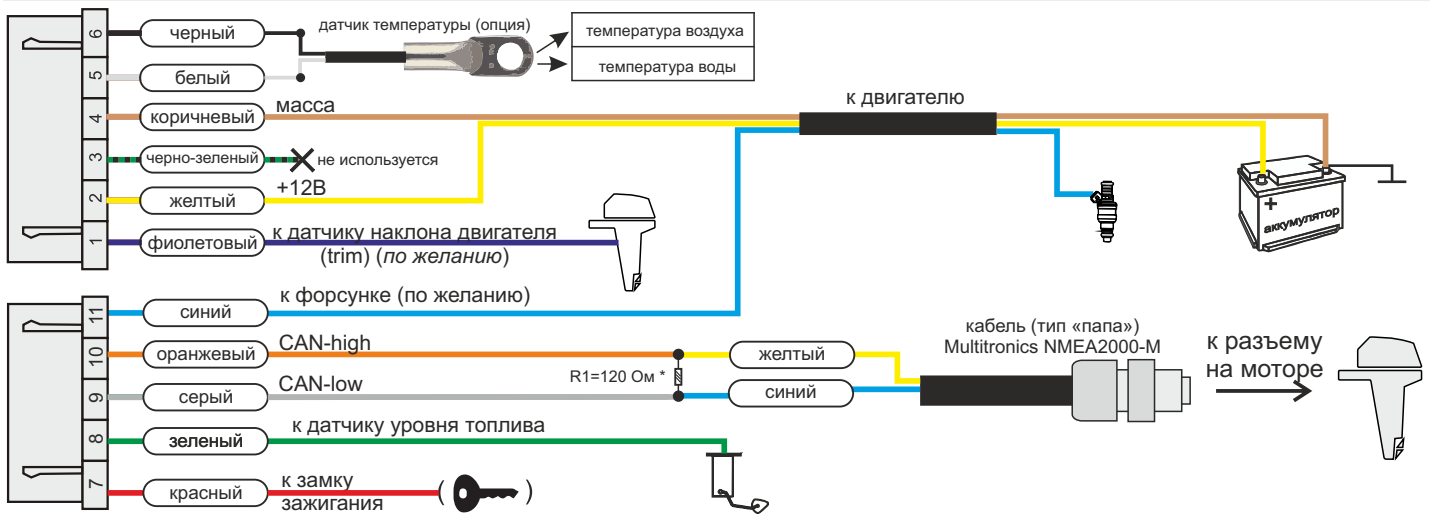 6
черный
датчик температуры (опция)
температура воздуха
температура воды
5
белый
4
коричневый
масса
к двигателю
3
черно-зеленый
не используется
2
желтый
+12В
1
фиолетовый
к датчику наклона двигателя
(trim) (по желанию)
+
аккумулятор
11
синий
к форсунке (по желанию)
10
оранжевый
CAN-high
9
серый
CAN-low
R1=120 Ом *
желтый
синий
кабель (тип «папа»)
Multitronics NMEA2000-M
к разъему
на моторе
8
зеленый
к датчику уровня топлива
7
красный
к замку
зажигания
( )